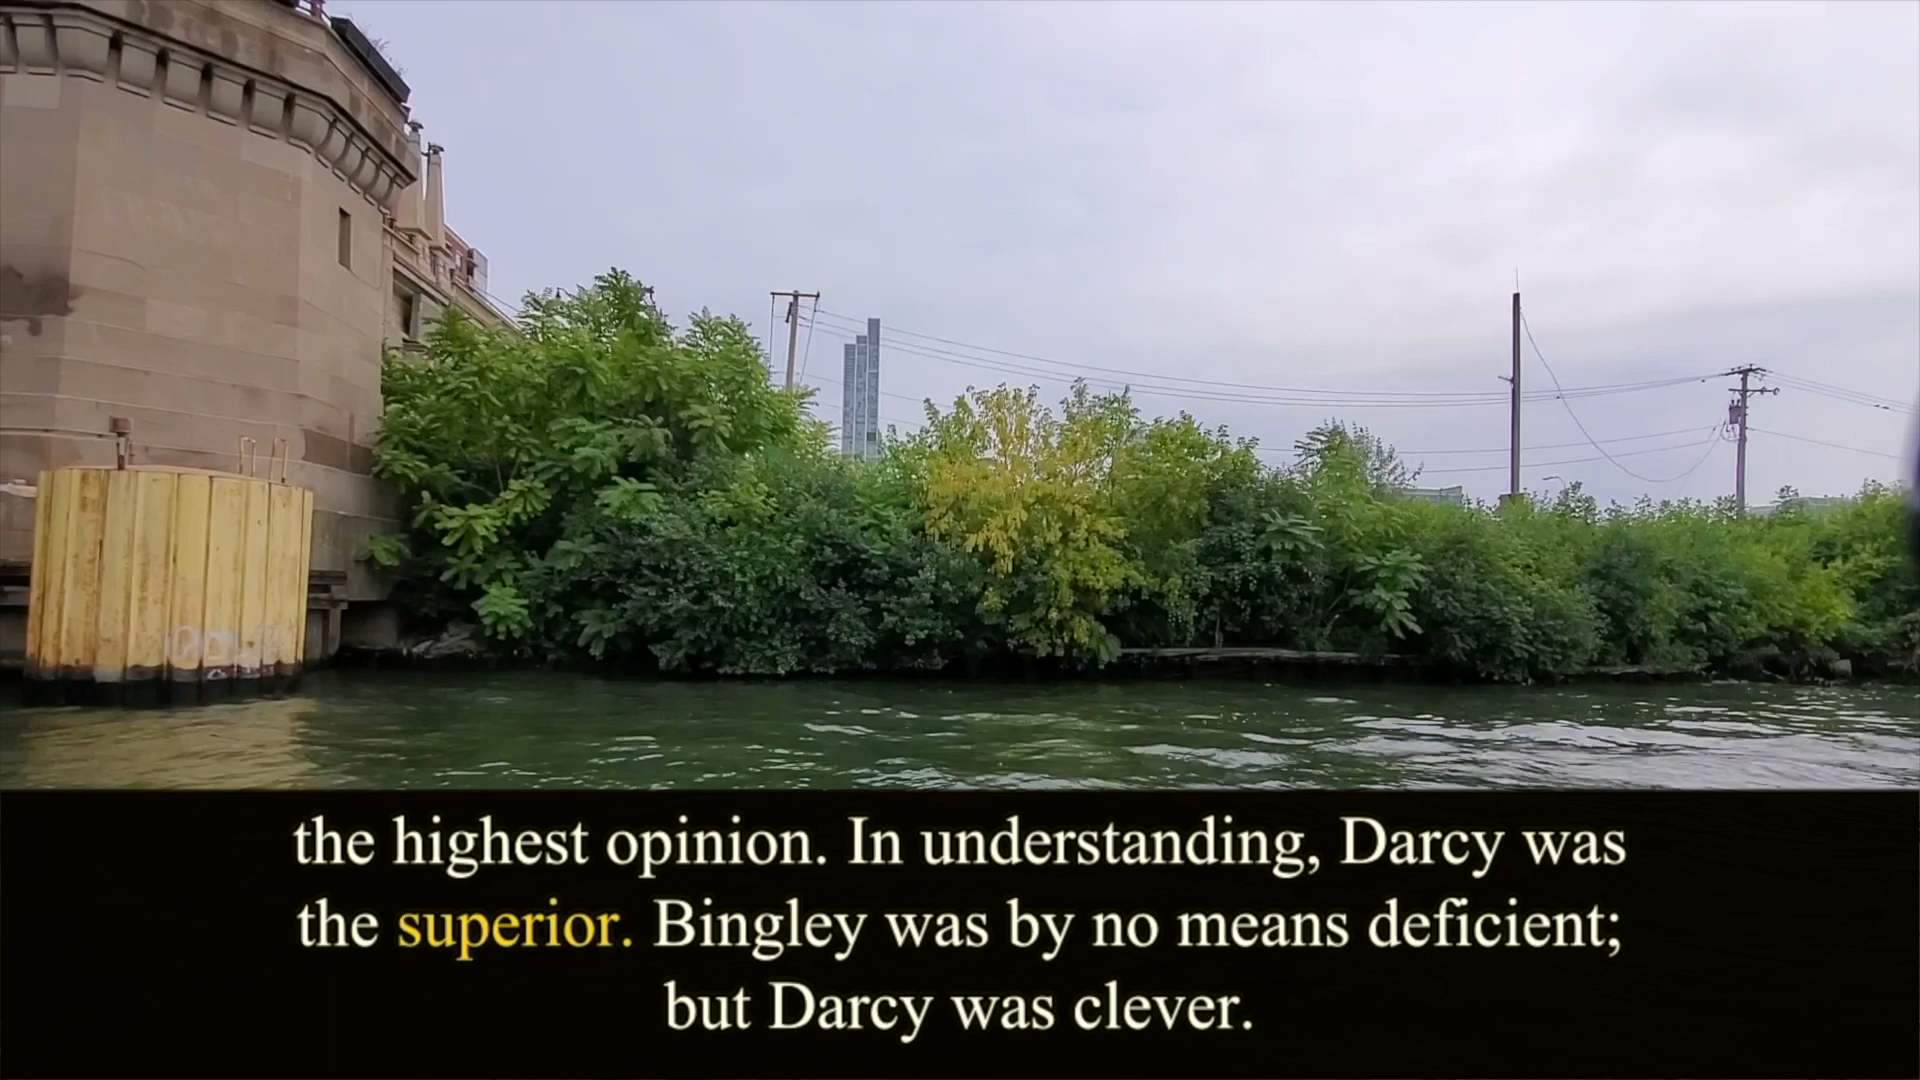 the highest opinion. In understanding, Darcy was
the superior. Bingley was by no means deficient;
but Darcy was clever.